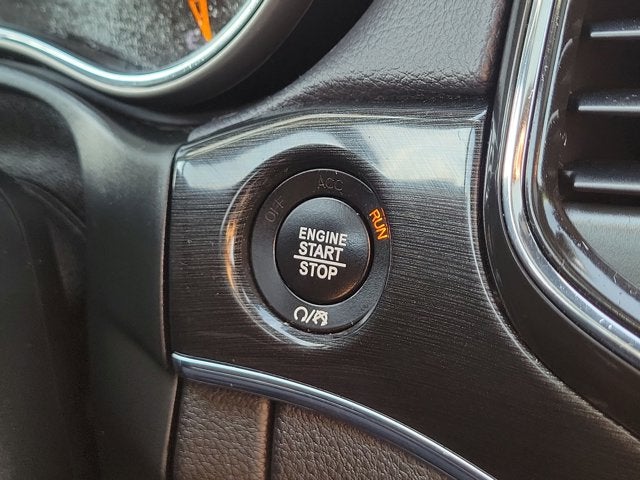 OFF ACC RUN
ENGINE
START
STOP